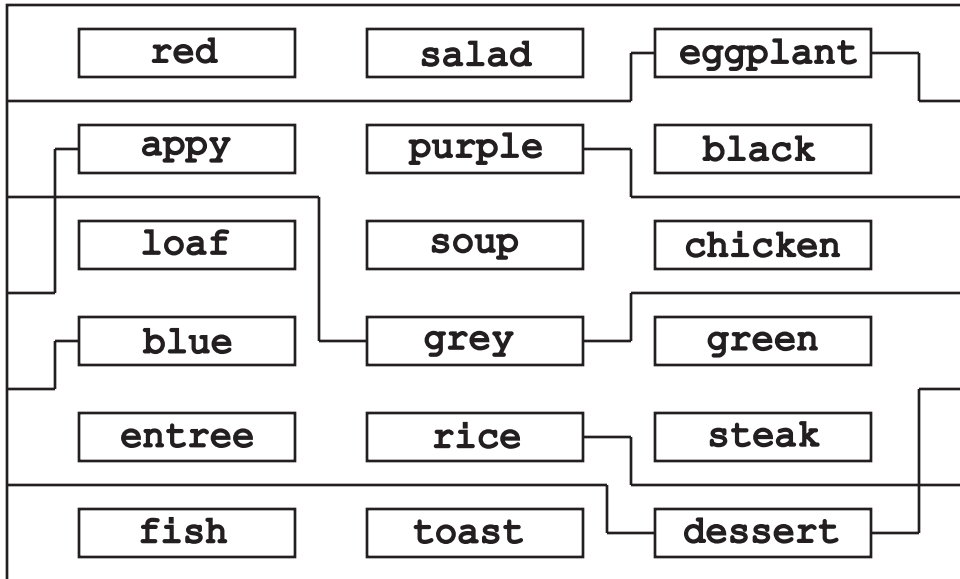 red salad eggplant
appy purple black
loaf soup chicken
blue grey green
entree rice steak
fish toast dessert